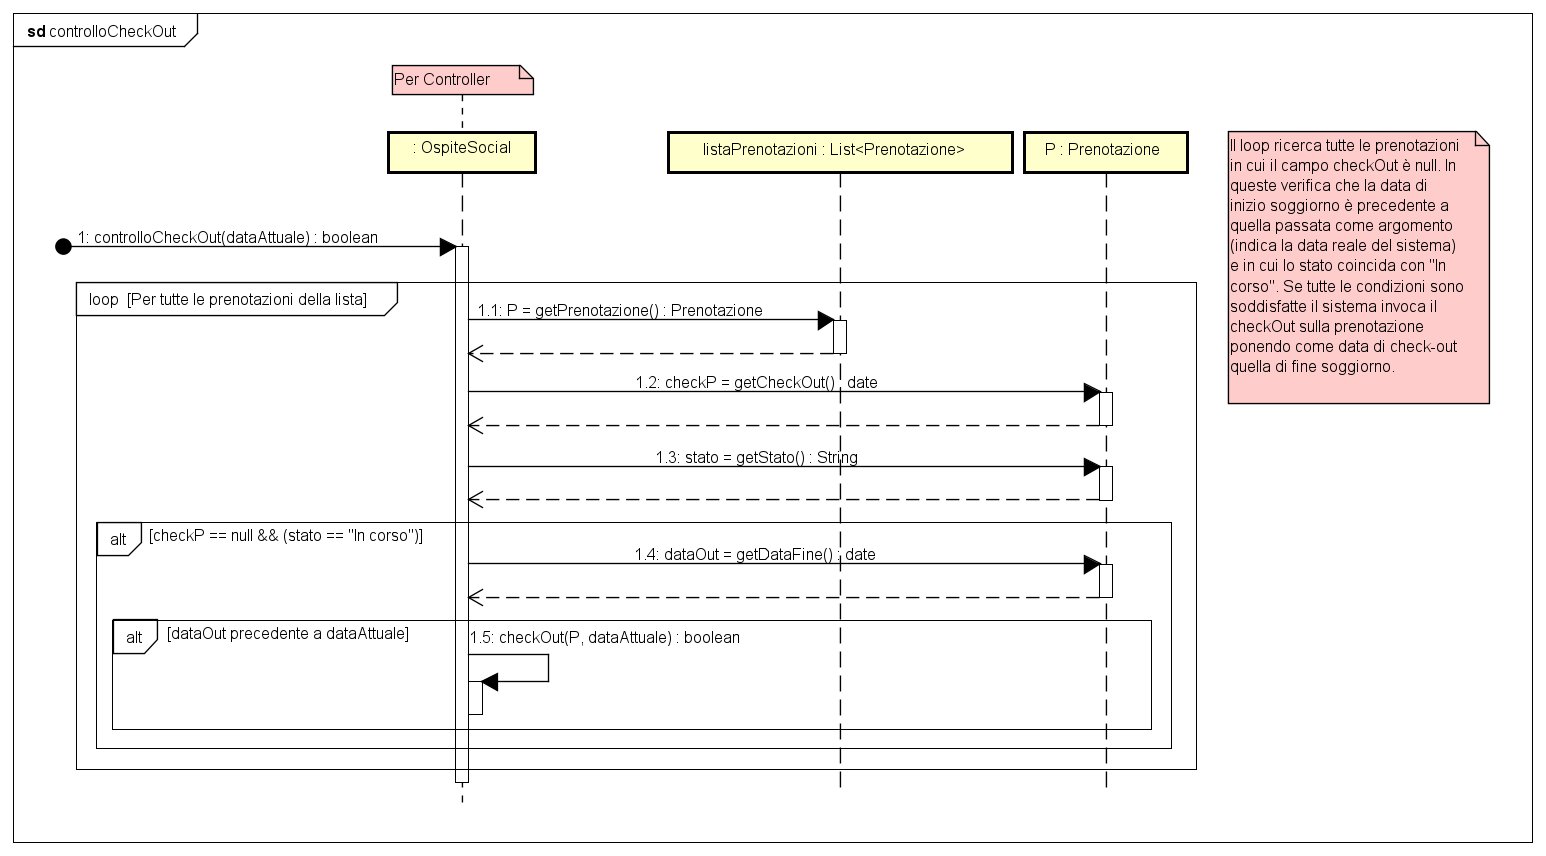 sd controlloCheckOut
Per Controller
: OspiteSocial
listaPrenotazioni : List<Prenotazione>
P : Prenotazione
Il loop ricerca tutte le prenotazioni
in cui il campo checkOut è null. In
queste verifica che la data di
inizio soggiorno è precedente a
quella passata come argomento
(indica la data reale del sistema)
e in cui lo stato coincida con "In
corso". Se tutte le condizioni sono
soddisfatte il sistema invoca il
checkOut sulla prenotazione
ponendo come data di check-out
quella di fine soggiorno.
1: controlloCheckOut(dataAttuale) : boolean
loop [Per tutte le prenotazioni della lista]
1.1: P = getPrenotazione() : Prenotazione
1.2: checkP = getCheckOut() : date
1.3: stato = getStato() : String
alt [checkP == null && (stato == "In corso")]
1.4: dataOut = getDataFine() : date
alt [dataOut precedente a dataAttuale]
1.5: checkOut(P, dataAttuale) : boolean